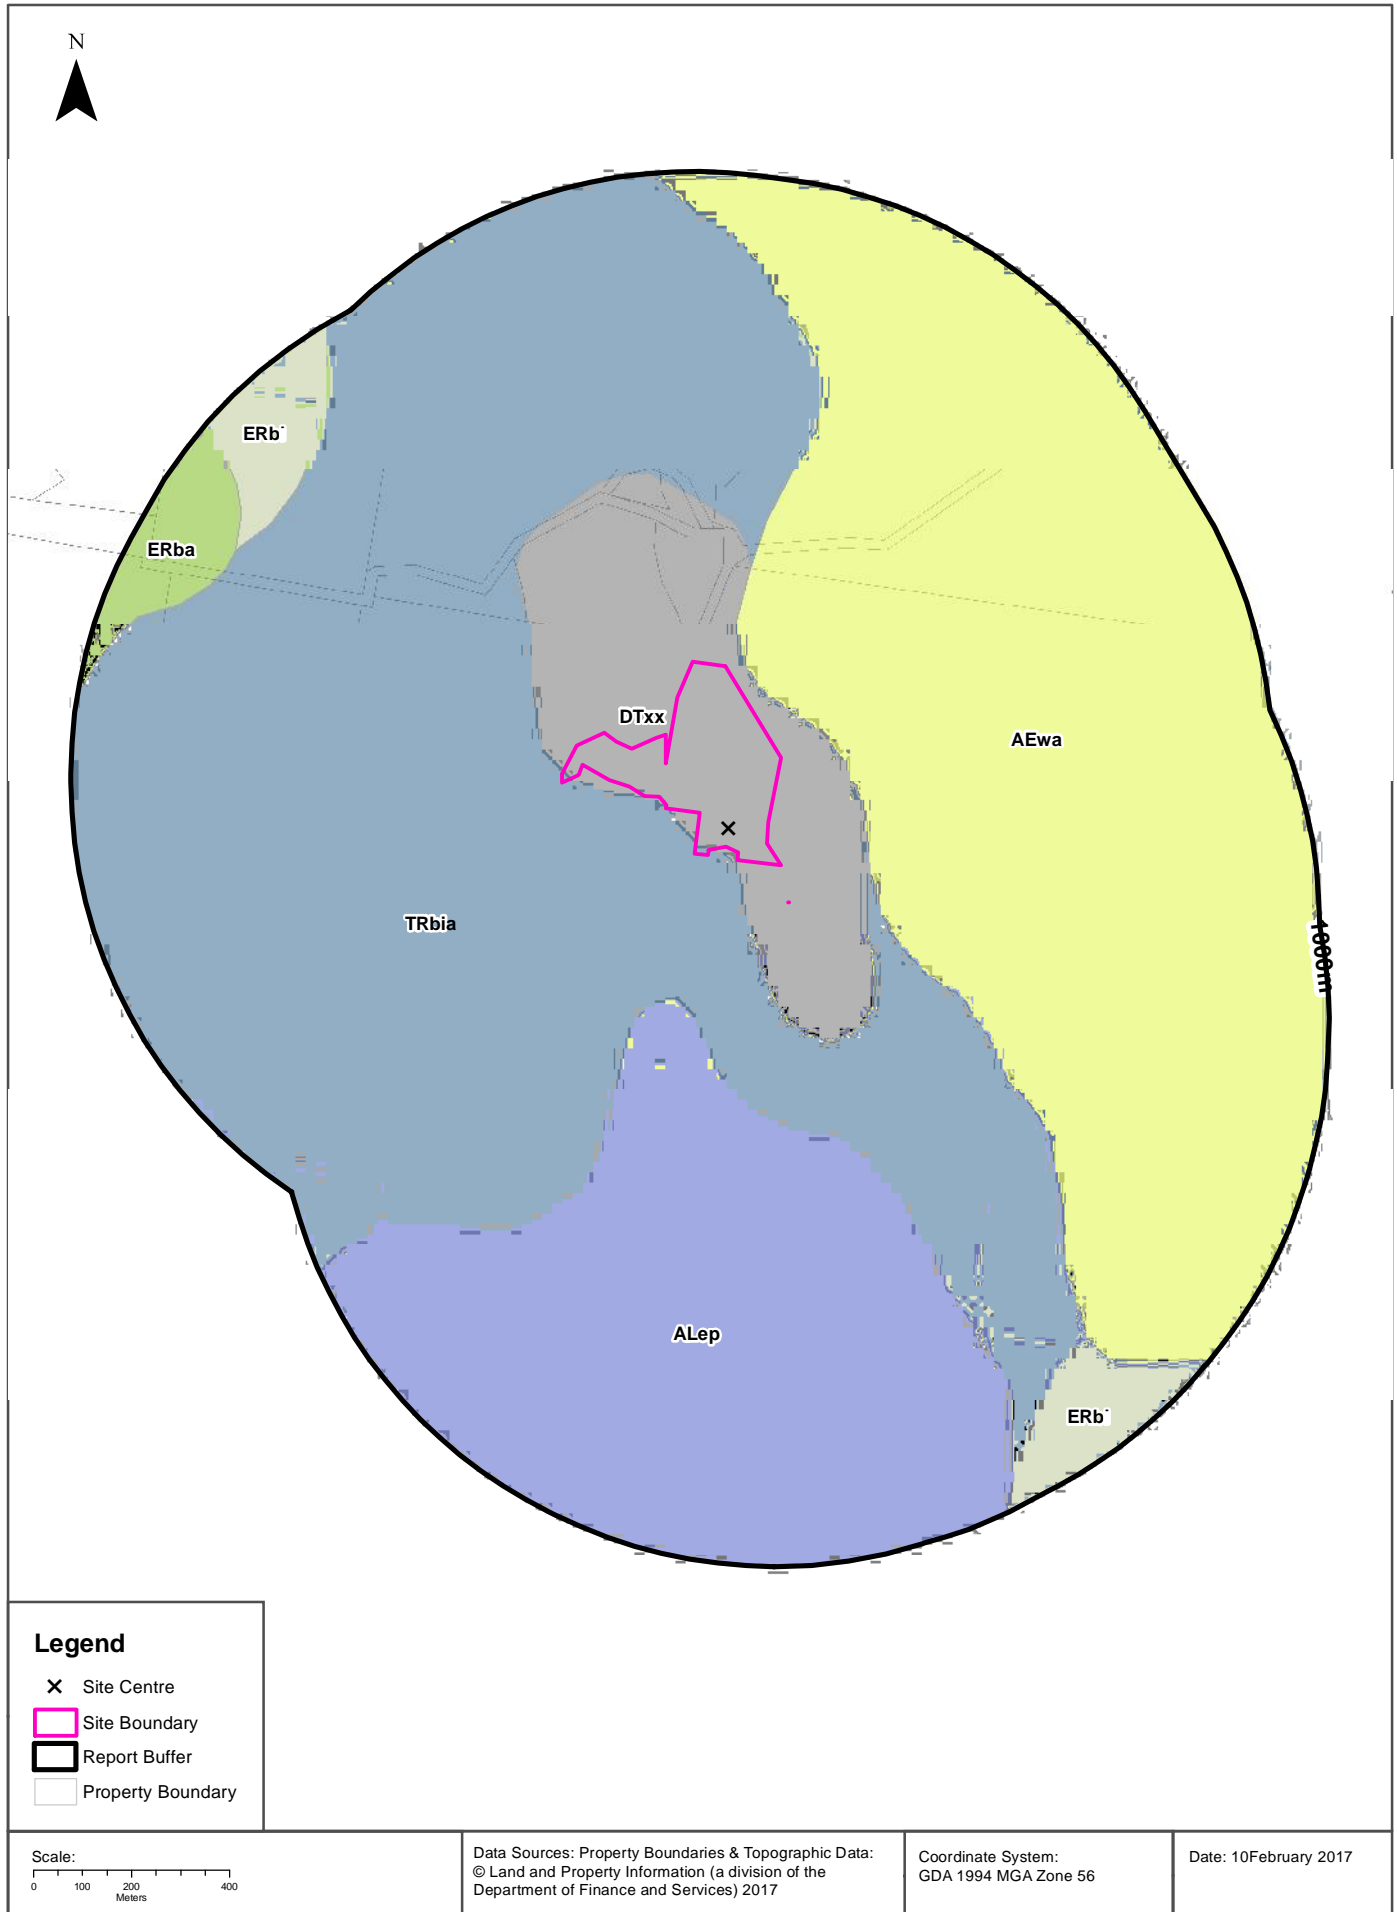 N
ERb
ERba
DTxx
AEwa
TRbia
1000m
ALep
ERb
Legend
Site Centre
Site Boundary
Report Buffer
Property Boundary
Scale:
0 100 200 400
Meters
Data Sources: Property Boundaries & Topographic Data:
© Land and Property Information (a division of the
Department of Finance and Services) 2017
Coordinate System:
GDA 1994 MGA Zone 56
Date: 10February 2017